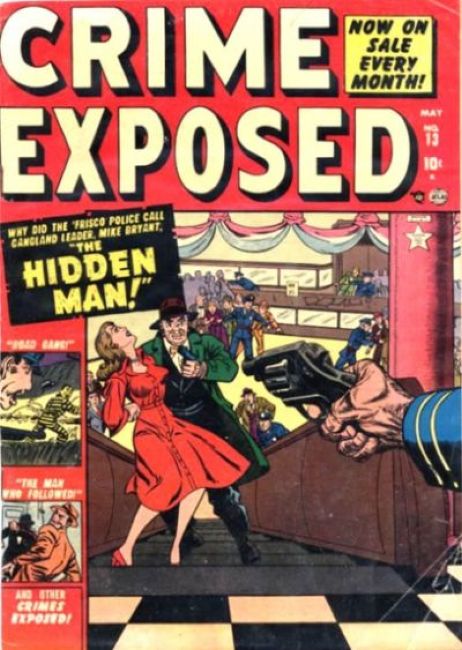 CRIME
EXPOSED
NOW ON
SALE
EVERY
MONTH!
MAY
NO.
13
10¢
WHY DID THE 'FRISCO POLICE CALL
GANGLAND LEADER, MIKE BRYANT,
"THE
HIDDEN
MAN!"
"ROAD GANG!"
"THE MAN
WHO FOLLOWED!"
AND OTHER
CRIMES
EXPOSED!